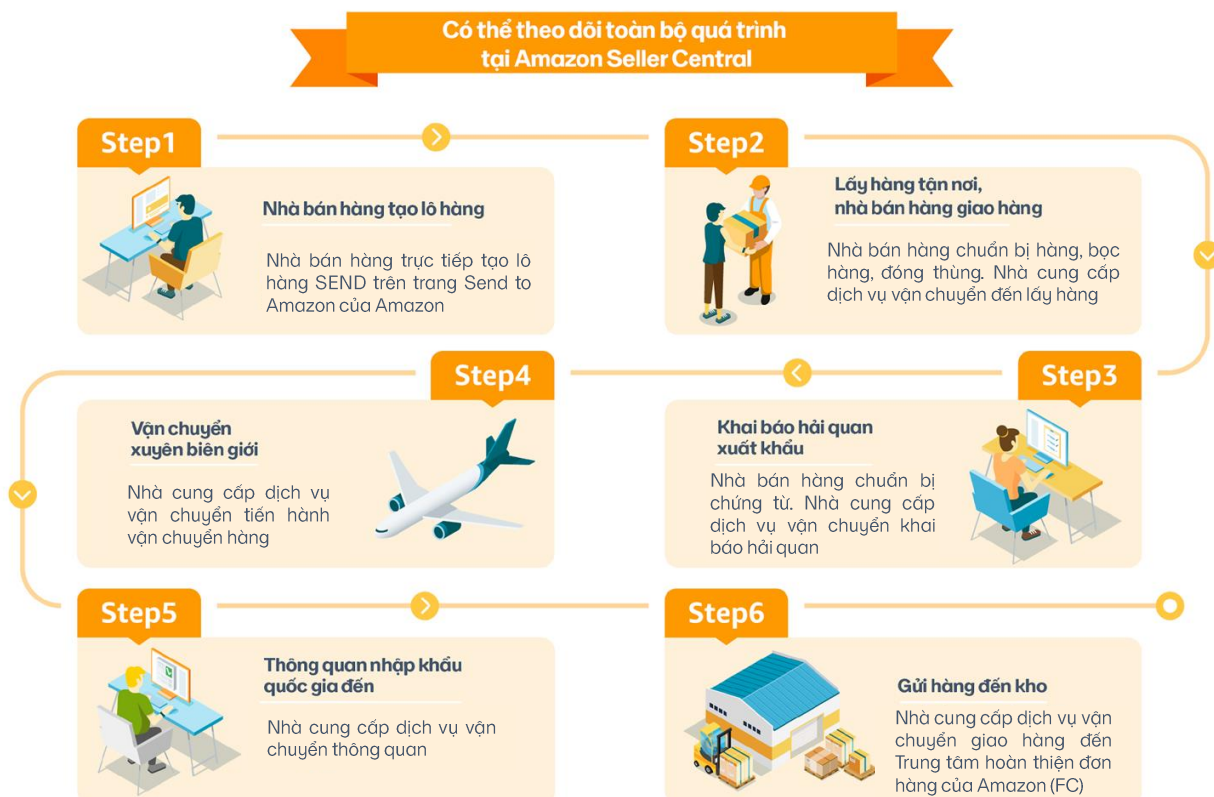 Có thể theo dõi toàn bộ quá trình
tại Amazon Seller Central
Step1
Nhà bán hàng tạo lô hàng
Nhà bán hàng trực tiếp tạo lô
hàng SEND trên trang Send to
Amazon của Amazon
Step2
Lấy hàng tận nơi,
nhà bán hàng giao hàng
Nhà bán hàng chuẩn bị hàng, bọc
hàng, đóng thùng. Nhà cung cấp
dịch vụ vận chuyển đến lấy hàng
Step3
Khai báo hải quan
xuất khẩu
Nhà bán hàng chuẩn bị
chứng từ. Nhà cung cấp
dịch vụ vận chuyển khai
báo hải quan
Step4
Vận chuyển
xuyên biên giới
Nhà cung cấp dịch vụ
vận chuyển tiến hành
vận chuyển hàng
Step5
Thông quan nhập khẩu
quốc gia đến
Nhà cung cấp dịch vụ vận
chuyển thông quan
Step6
Gửi hàng đến kho
Nhà cung cấp dịch vụ vận
chuyển giao hàng đến
Trung tâm hoàn thiện đơn
hàng của Amazon (FC)